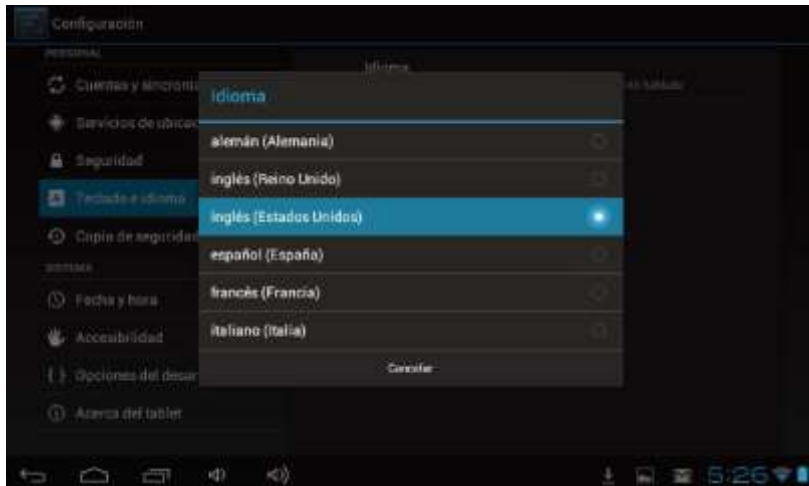 Configuración
PERSONAL
Cuentas y sincroni
Servicios de ubicac
Seguridad
Teclado e idioma
Copia de seguridad
SISTEMA
Fecha y hora
Accesibilidad
{ } Opciones del desar
Acerca del tablet
Idioma
Idioma
alemán (Alemania)
inglés (Reino Unido)
inglés (Estados Unidos)
español (España)
francés (Francia)
italiano (Italia)
Cancelar
5:26